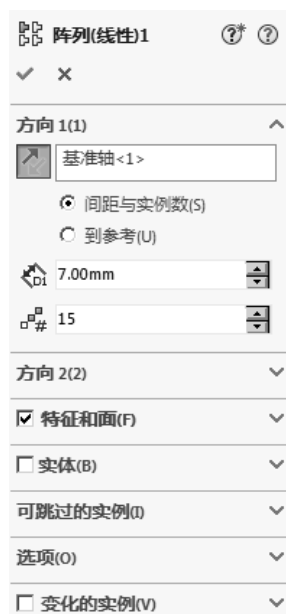 阵列(线性)1
方向 1(1)
基准轴<1>
间距与实例数(S)
到参考(U)
D1 7.00mm
# 15
方向 2(2)
特征和面(F)
实体(B)
可跳过的实例(I)
选项(O)
变化的实例(V)